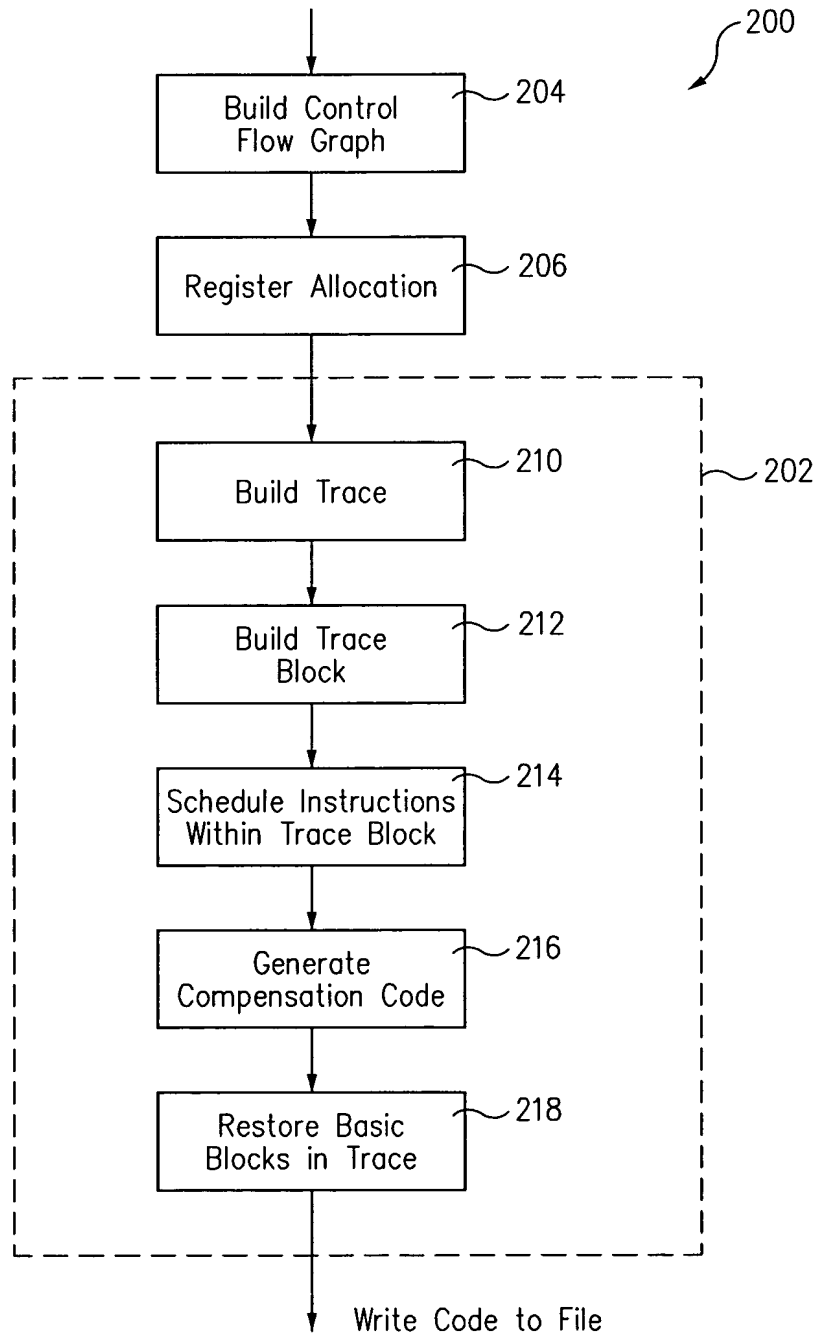 200
Build Control
Flow Graph
204
Register Allocation
206
202
Build Trace
210
Build Trace
Block
212
Schedule Instructions
Within Trace Block
214
Generate
Compensation Code
216
Restore Basic
Blocks in Trace
218
Write Code to File